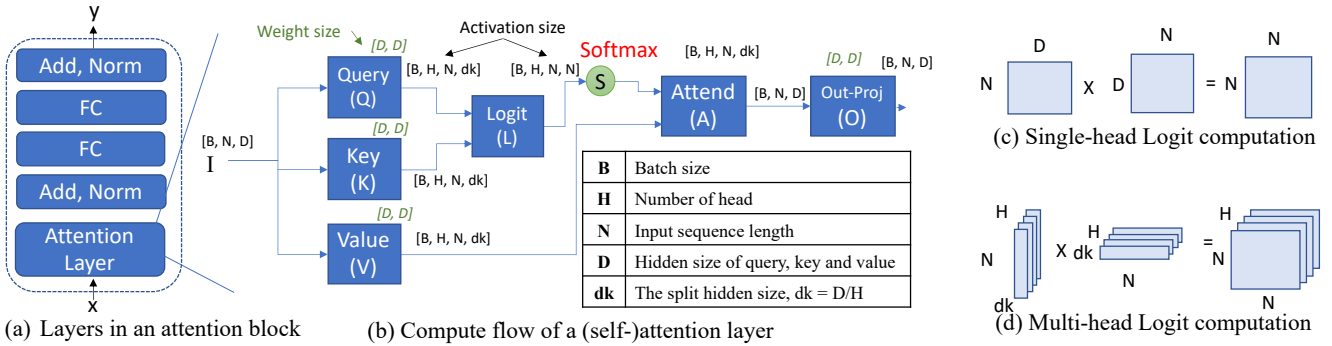 y
Add, Norm
FC
FC
Add, Norm
Attention
Layer
x
(a) Layers in an attention block
Weight size
Activation size
[D, D]
Query
(Q)
[B, H, N, dk]
[B, H, N, N]
Softmax
S
[B, H, N, dk]
[D, D]
[B, N, D]
[B, N, D]
I
[D, D]
Key
(K)
[B, H, N, dk]
Logit
(L)
Attend
(A)
[B, N, D]
Out-Proj
(O)
[D, D]
Value
(V)
[B, H, N, dk]
B Batch size
H Number of head
N Input sequence length
D Hidden size of query, key and value
dk The split hidden size, dk = D/H
(b) Compute flow of a (self-)attention layer
D
N
X
N
D
=
N
N
(c) Single-head Logit computation
H
N
dk
X
H
dk
N
=
H
N
N
(d) Multi-head Logit computation